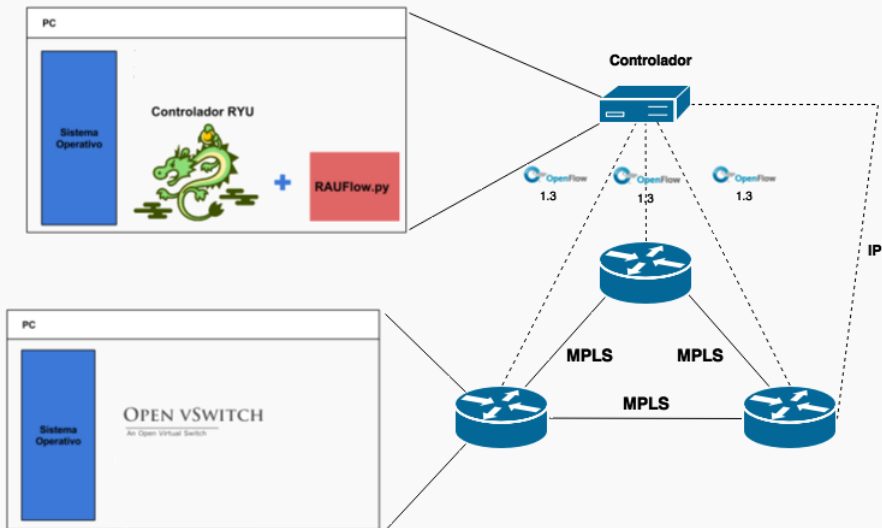 PC
Sistema
Operativo
Controlador RYU
RAUFlow.py
Controlador
OpenFlow
1.3
OpenFlow
1.3
OpenFlow
1.3
IP
MPLS
MPLS
MPLS
PC
Sistema
Operativo
OPEN VSWITCH
An Open Virtual Switch